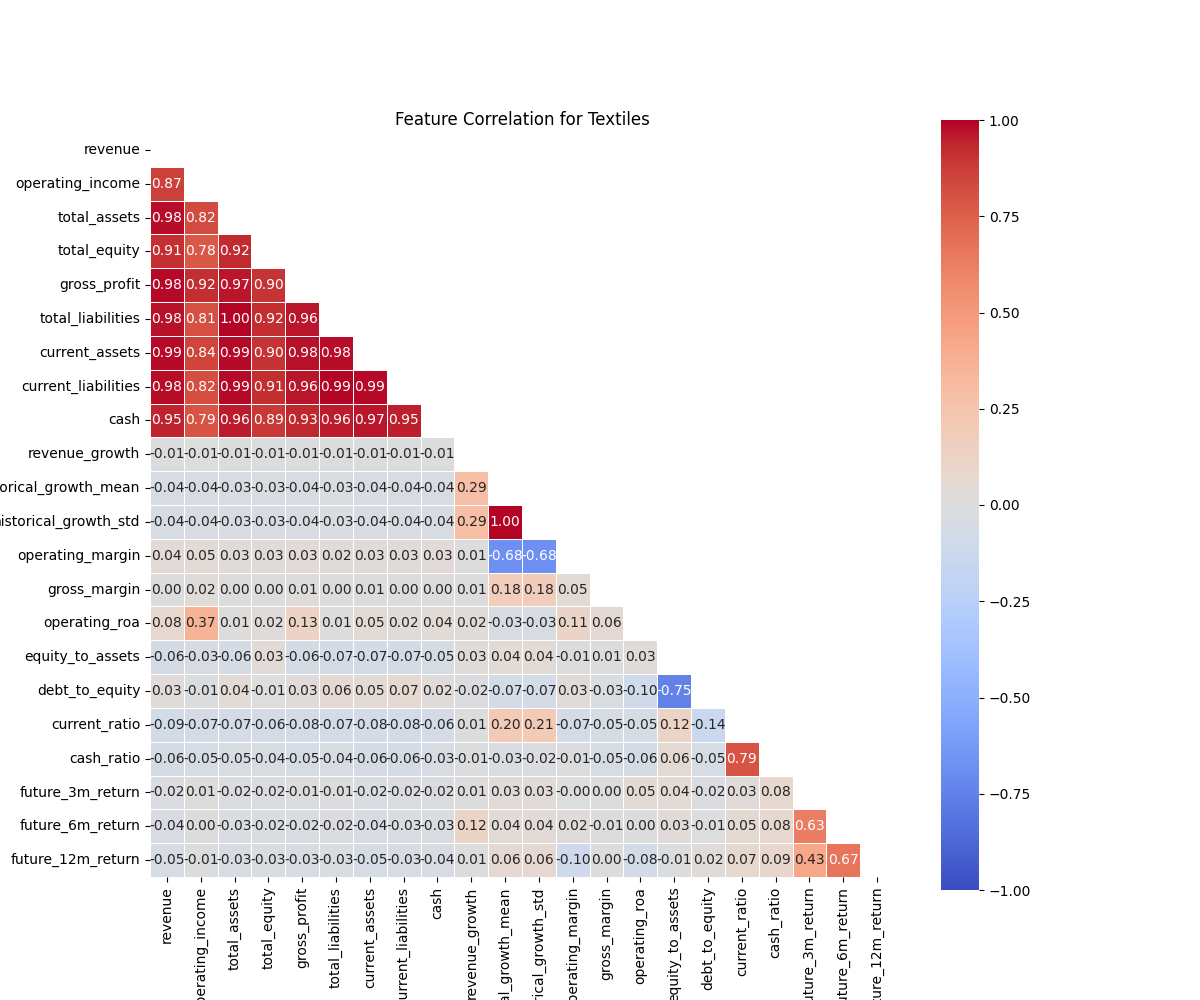 Feature Correlation for Textiles
revenue
operating_income 0.87
total_assets 0.98 0.82
total_equity 0.91 0.78 0.92
gross_profit 0.98 0.92 0.97 0.90
total_liabilities 0.98 0.81 1.00 0.92 0.96
current_assets 0.99 0.84 0.99 0.90 0.98 0.98
current_liabilities 0.98 0.82 0.99 0.91 0.96 0.99 0.99
cash 0.95 0.79 0.96 0.89 0.93 0.96 0.97 0.95
revenue_growth -0.01 -0.01 -0.01 -0.01 -0.01 -0.01 -0.01 -0.01 -0.01
orical_growth_mean -0.04 -0.04 -0.03 -0.03 -0.04 -0.03 -0.04 -0.04 -0.04 0.29
istorical_growth_std -0.04 -0.04 -0.03 -0.03 -0.04 -0.03 -0.04 -0.04 -0.04 0.29 1.00
operating_margin 0.04 0.05 0.03 0.03 0.03 0.02 0.03 0.03 0.03 0.01 -0.68 -0.68
gross_margin 0.00 0.02 0.00 0.00 0.01 0.00 0.01 0.00 0.00 0.01 0.18 0.18 0.05
operating_roa 0.08 0.37 0.01 0.02 0.13 0.01 0.05 0.02 0.04 0.02 -0.03 -0.03 0.11 0.06
equity_to_assets -0.06 -0.03 -0.06 0.03 -0.06 -0.07 -0.07 -0.07 -0.05 0.03 0.04 0.04 -0.01 0.01 0.03
debt_to_equity 0.03 -0.01 0.04 -0.01 0.03 0.06 0.05 0.07 0.02 -0.02 -0.07 -0.07 0.03 -0.03 -0.10 -0.75
current_ratio -0.09 -0.07 -0.07 -0.06 -0.08 -0.07 -0.08 -0.08 -0.06 0.01 0.20 0.21 -0.07 -0.05 -0.05 0.12 -0.14
cash_ratio -0.06 -0.05 -0.05 -0.04 -0.05 -0.04 -0.06 -0.06 -0.03 -0.01 -0.03 -0.02 -0.01 -0.05 -0.06 0.06 -0.05 0.79
future_3m_return -0.02 0.01 -0.02 -0.02 -0.01 -0.01 -0.02 -0.02 -0.02 0.01 0.03 0.03 -0.00 0.00 0.05 0.04 -0.02 0.03 0.08
future_6m_return -0.04 0.00 -0.03 -0.02 -0.02 -0.02 -0.04 -0.03 -0.03 0.12 0.04 0.04 0.02 -0.01 0.00 0.03 -0.01 0.05 0.08 0.63
future_12m_return -0.05 -0.01 -0.03 -0.03 -0.03 -0.03 -0.05 -0.03 -0.04 0.01 0.06 0.06 -0.10 0.00 -0.08 -0.01 0.02 0.07 0.09 0.43 0.67
revenue
perating_income
total_assets
total_equity
gross_profit
total_liabilities
current_assets
urrent_liabilities
cash
revenue_growth
al_growth_mean
rical_growth_std
perating_margin
gross_margin
operating_roa
equity_to_assets
debt_to_equity
current_ratio
cash_ratio
uture_3m_return
uture_6m_return
ure_12m_return
1.00
0.75
0.50
0.25
0.00
−0.25
−0.50
−0.75
−1.00